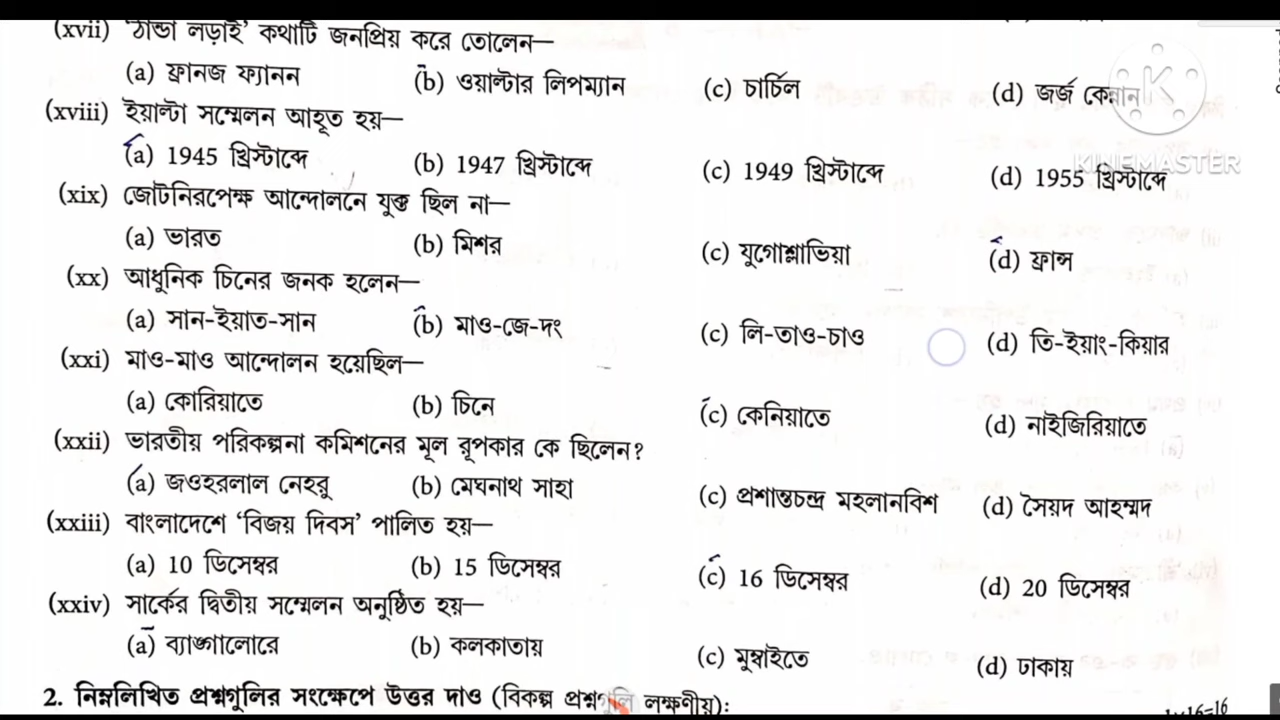 (xvii) 'ঠান্ডা লড়াই' কথাটি জনপ্রিয় করে তোলেন—
(a) ফ্রানজ ফ্যানন (b) ওয়াল্টার লিপম্যান (c) চার্চিল (d) জর্জ কেন্নান
(xviii) ইয়াল্টা সম্মেলন আহূত হয়—
(a) 1945 খ্রিস্টাব্দে (b) 1947 খ্রিস্টাব্দে (c) 1949 খ্রিস্টাব্দে (d) 1955 খ্রিস্টাব্দে
KINEMASTER
(xix) জোটনিরপেক্ষ আন্দোলনে যুক্ত ছিল না—
(a) ভারত (b) মিশর (c) যুগোশ্লাভিয়া (d) ফ্রান্স
(xx) আধুনিক চিনের জনক হলেন—
(a) সান-ইয়াত-সান (b) মাও-জে-দং (c) লি-তাও-চাও (d) তি-ইয়াং-কিয়ার
(xxi) মাও-মাও আন্দোলন হয়েছিল—
(a) কোরিয়াতে (b) চিনে (c) কেনিয়াতে (d) নাইজিরিয়াতে
(xxii) ভারতীয় পরিকল্পনা কমিশনের মূল রূপকার কে ছিলেন?
(a) জওহরলাল নেহরু (b) মেঘনাথ সাহা (c) প্রশান্তচন্দ্র মহলানবিশ (d) সৈয়দ আহম্মদ
(xxiii) বাংলাদেশে 'বিজয় দিবস' পালিত হয়—
(a) 10 ডিসেম্বর (b) 15 ডিসেম্বর (c) 16 ডিসেম্বর (d) 20 ডিসেম্বর
(xxiv) সার্কের দ্বিতীয় সম্মেলন অনুষ্ঠিত হয়—
(a) ব্যাঙ্গালোরে (b) কলকাতায় (c) মুম্বাইতে (d) ঢাকায়
2. নিম্নলিখিত প্রশ্নগুলির সংক্ষেপে উত্তর দাও (বিকল্প প্রশ্নগুলি লক্ষণীয়):
1×16=16